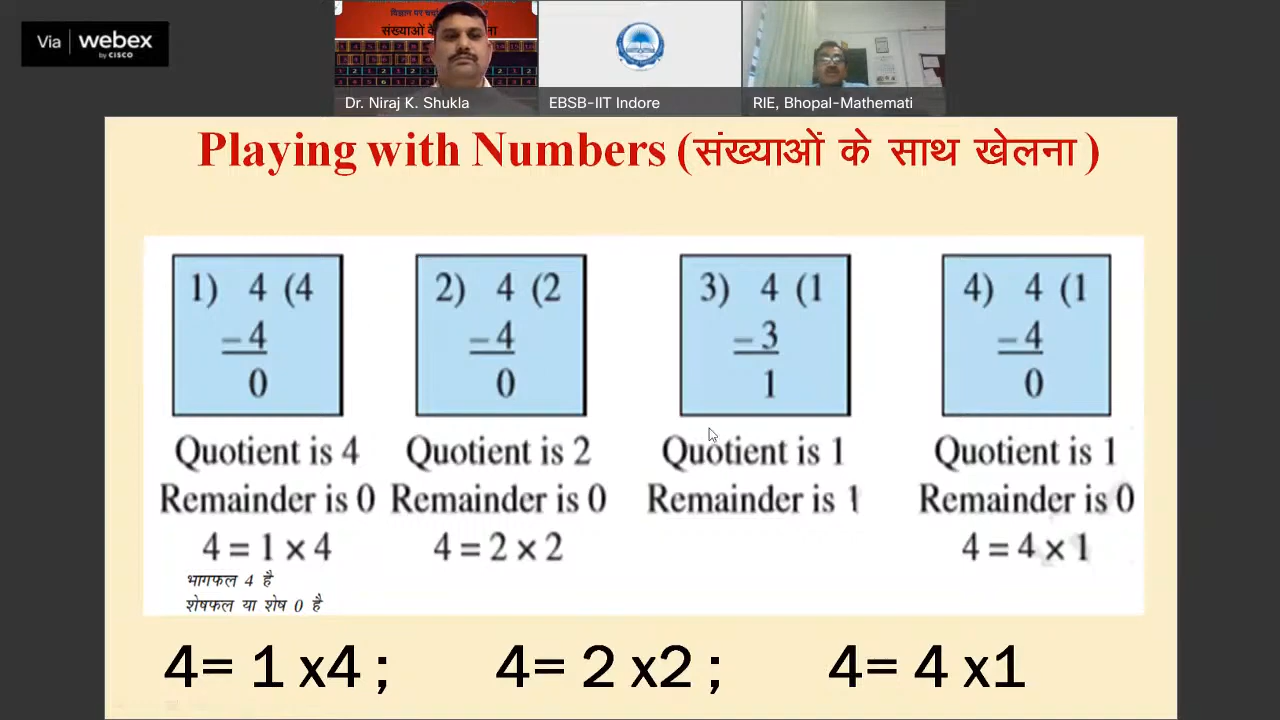 Via webex
by CISCO
संख्याओं के
Dr. Niraj K. Shukla
EBSB-IIT Indore
RIE, Bhopal-Mathemati
Playing with Numbers (संख्याओं के साथ खेलना )
1) 4 (4
2) 4 (2
3) 4 (1
4) 4 (1
– 4
– 4
– 3
– 4
0
0
1
0
Quotient is 4
Quotient is 2
Quotient is 1
Quotient is 1
Remainder is 0
Remainder is 0
Remainder is 1
Remainder is 0
4 = 1 × 4
4 = 2 × 2
4 = 4 × 1
भागफल 4 है
शेषफल या शेष 0 है
4= 1 x4 ; 4= 2 x2 ; 4= 4 x1